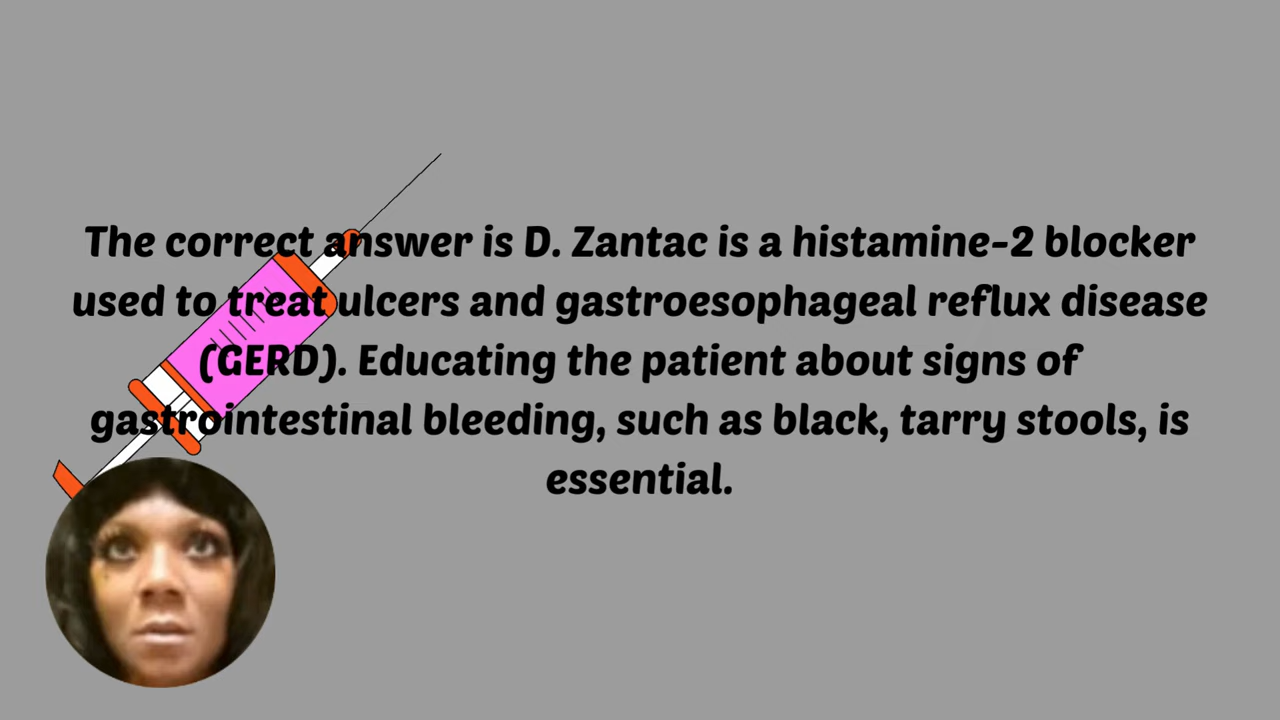 The correct answer is D. Zantac is a histamine-2 blocker
used to treat ulcers and gastroesophageal reflux disease
(GERD). Educating the patient about signs of
gastrointestinal bleeding, such as black, tarry stools, is
essential.